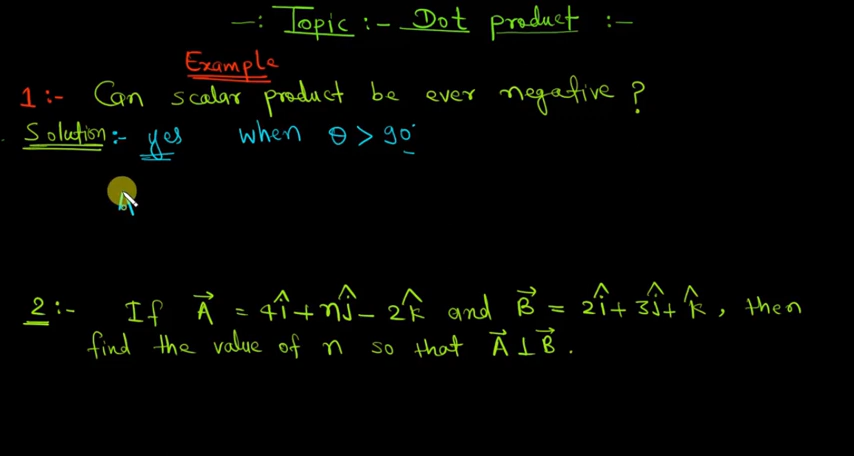 —: Topic :- Dot product :-
Example
1:- Can scalar product be ever negative?
Solution:- yes when θ > 90°
A
2:- If A⃗ = 4î + nĵ - 2k̂ and B⃗ = 2î + 3ĵ + k̂, then
find the value of n so that A⃗ ⊥ B⃗.